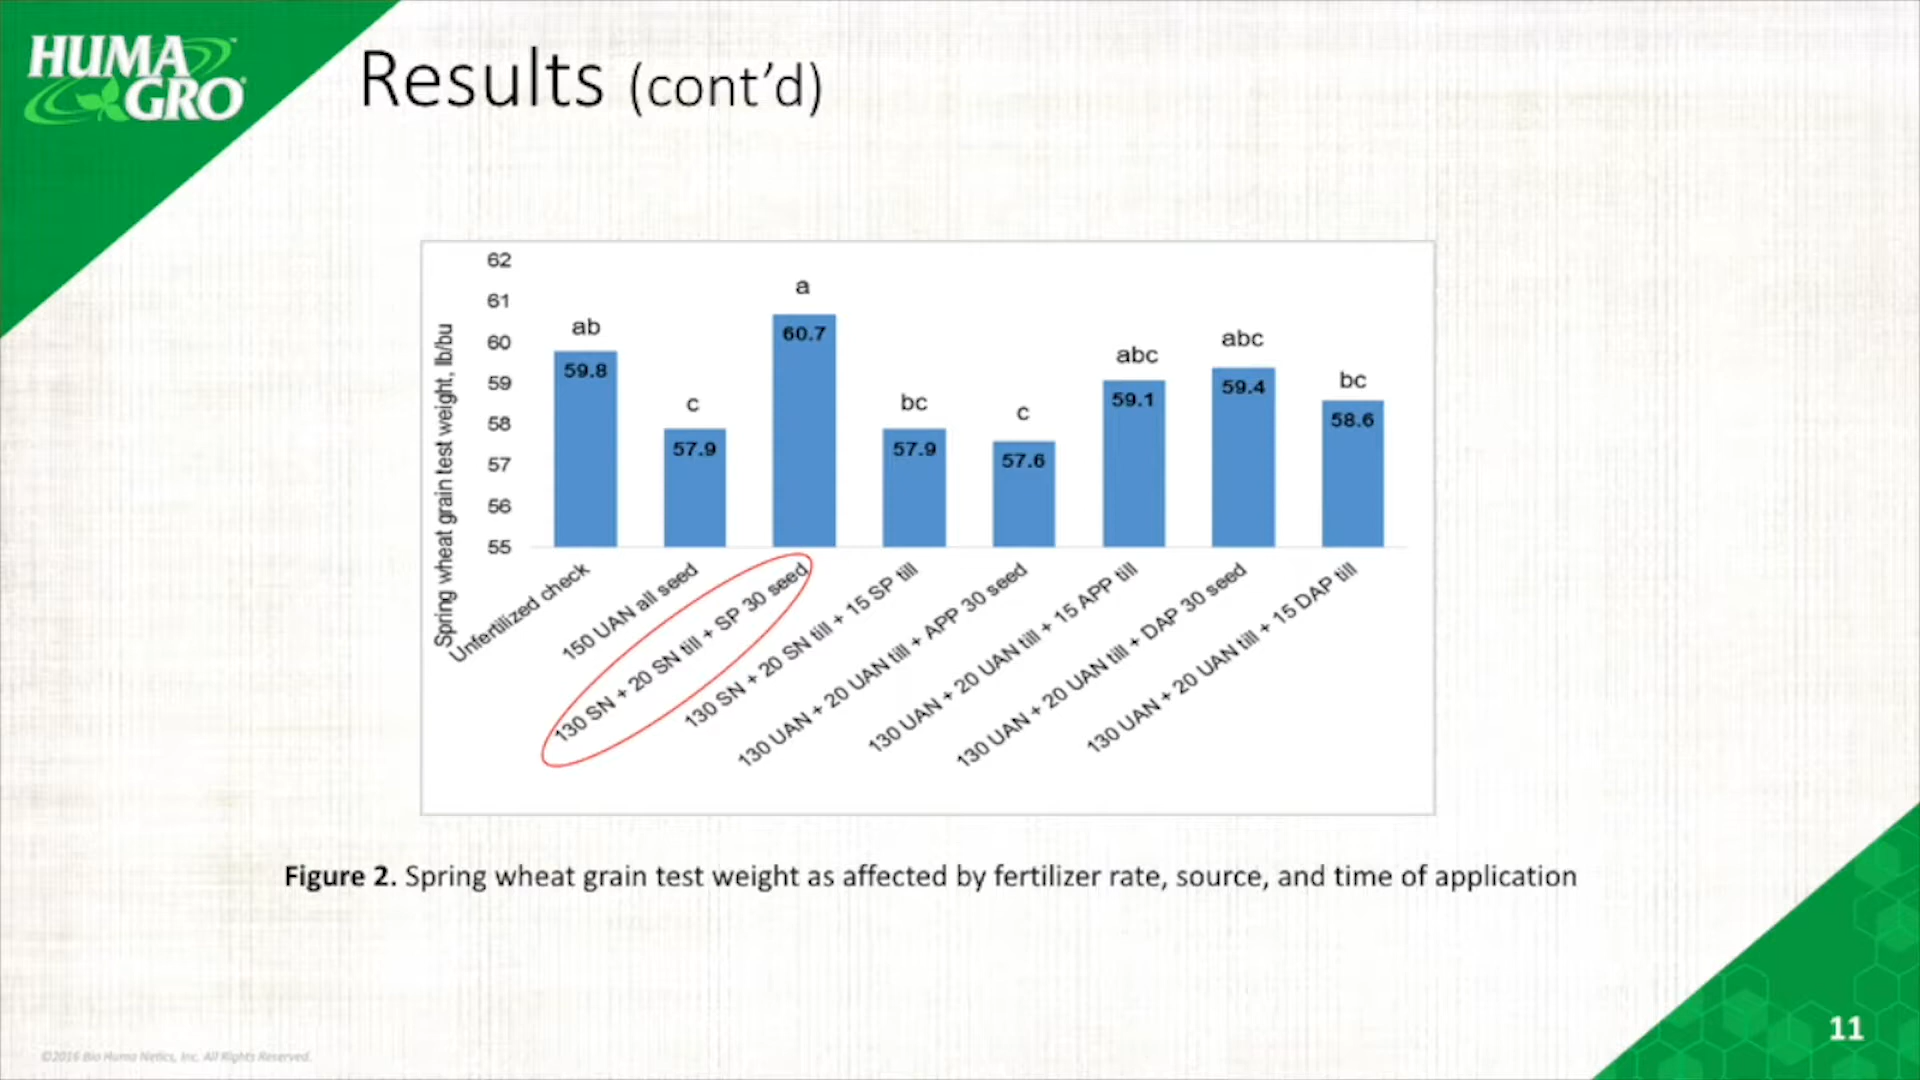 HUMA
GRO
Results (cont’d)
Spring wheat grain test weight, lb/bu
62
61
60
59
58
57
56
55
ab
59.8
c
57.9
a
60.7
bc
57.9
c
57.6
abc
59.1
abc
59.4
bc
58.6
Unfertilized check
150 UAN all seed
130 SN + 20 SN till + SP 30 seed
130 SN + 20 SN till + 15 SP till
130 UAN + 20 UAN till + APP 30 seed
130 UAN + 20 UAN till + 15 APP till
130 UAN + 20 UAN till + DAP 30 seed
130 UAN + 20 UAN till + 15 DAP till
Figure 2. Spring wheat grain test weight as affected by fertilizer rate, source, and time of application
11
©2016 Bio Huma Netics, Inc. All Rights Reserved.